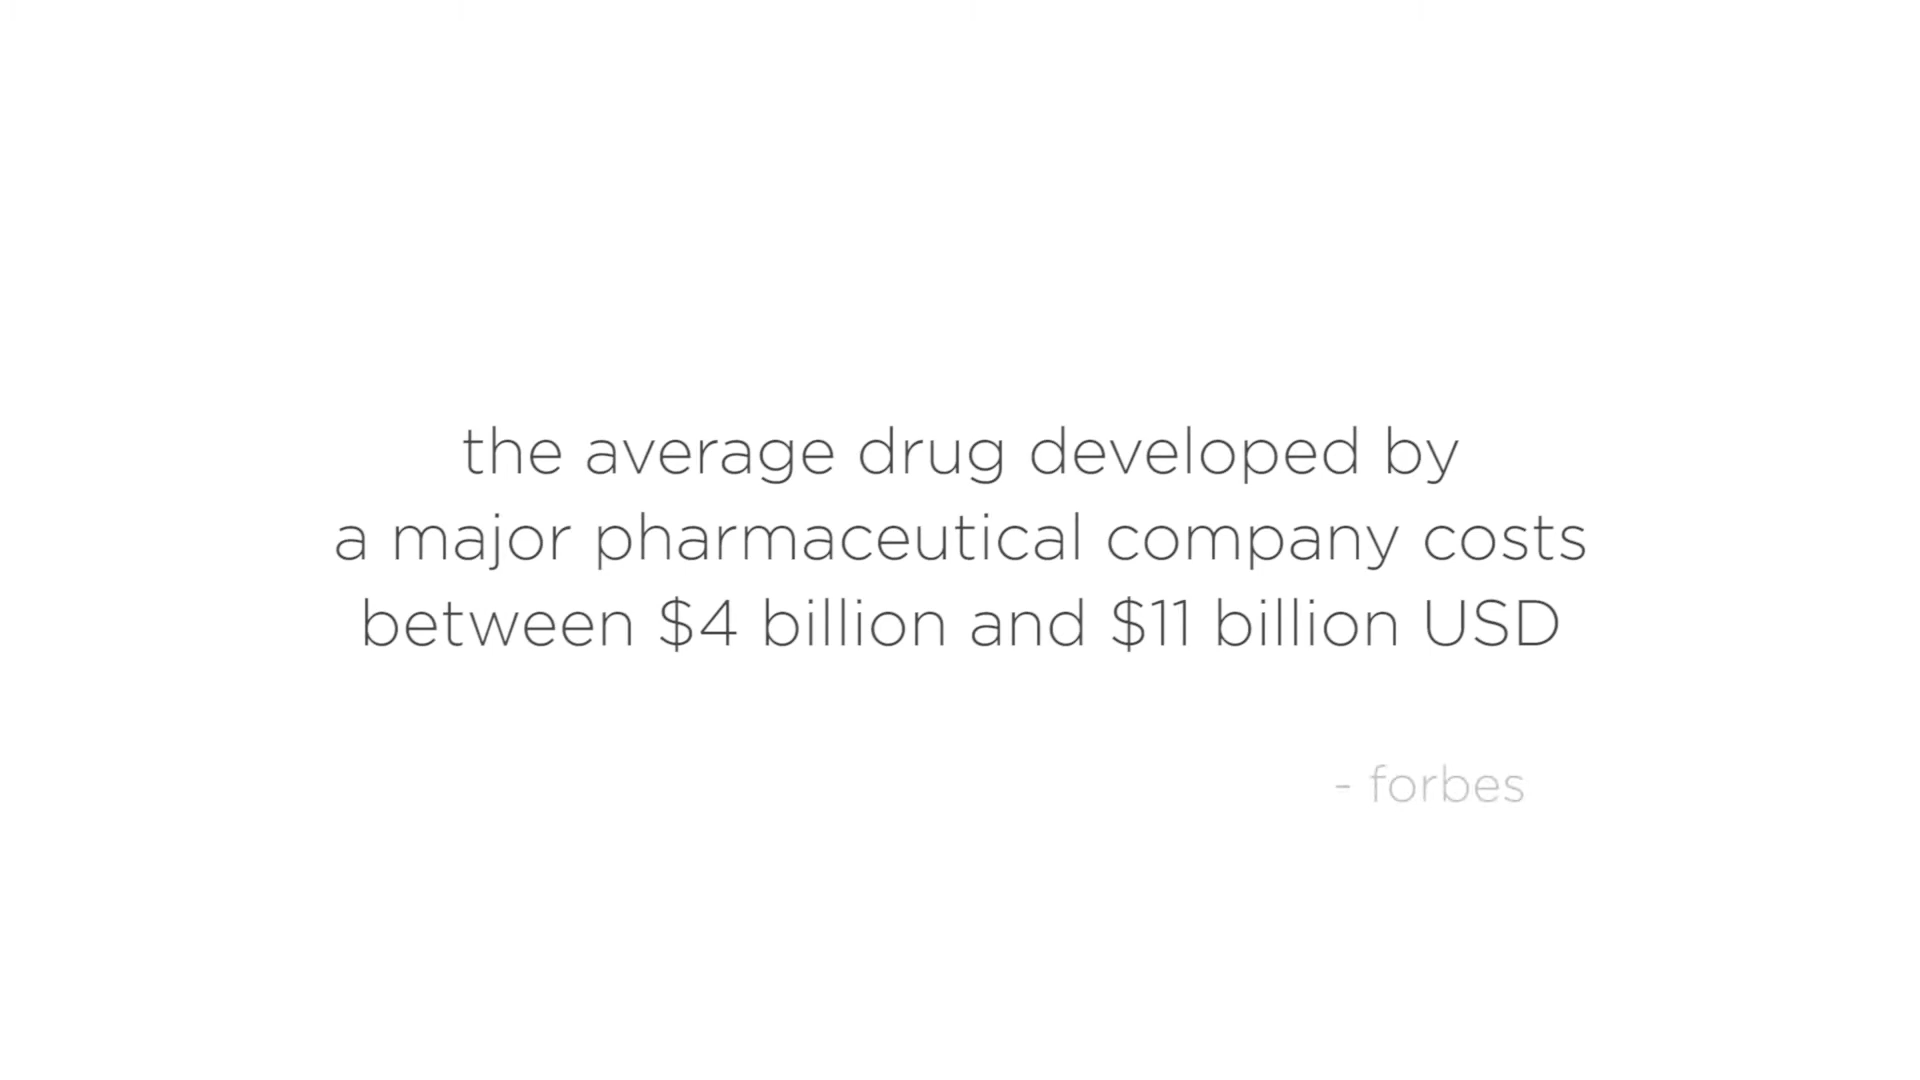 the average drug developed by
a major pharmaceutical company costs
between $4 billion and $11 billion USD
- forbes